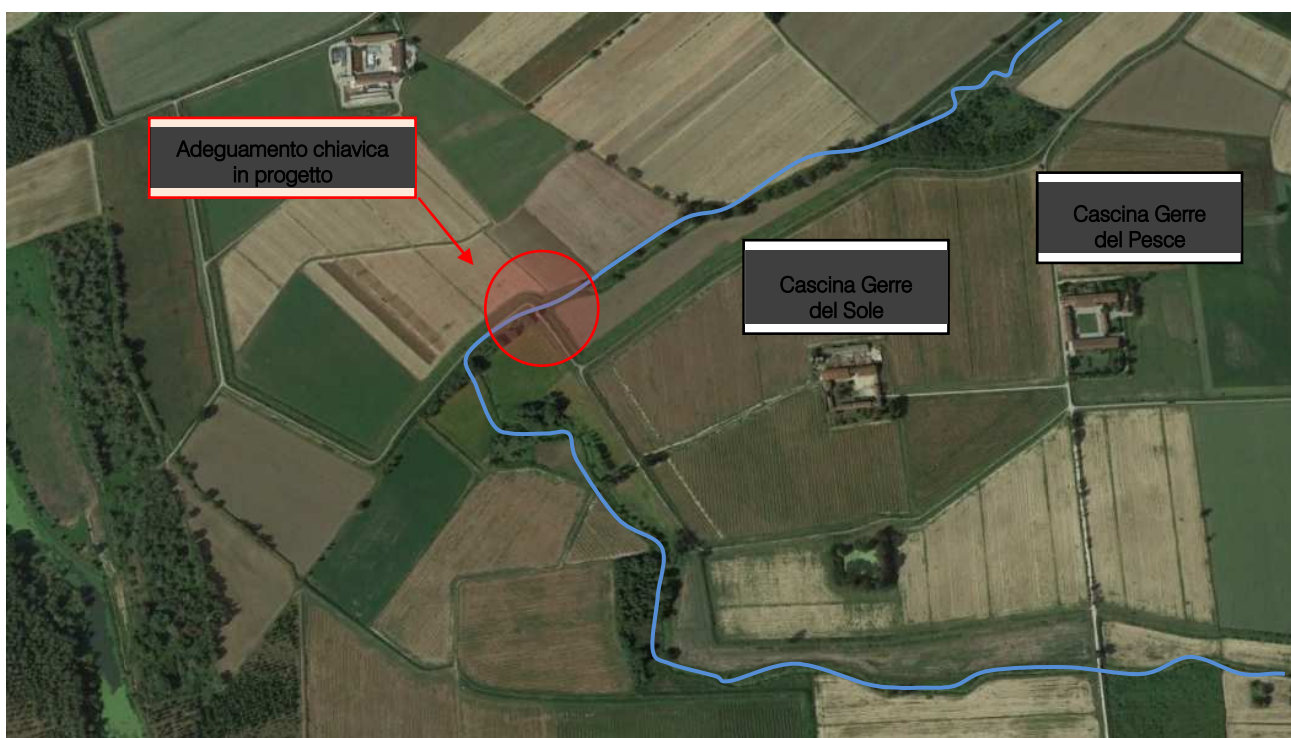 Adeguamento chiavica
in progetto
Cascina Gerre
del Pesce
Cascina Gerre
del Sole